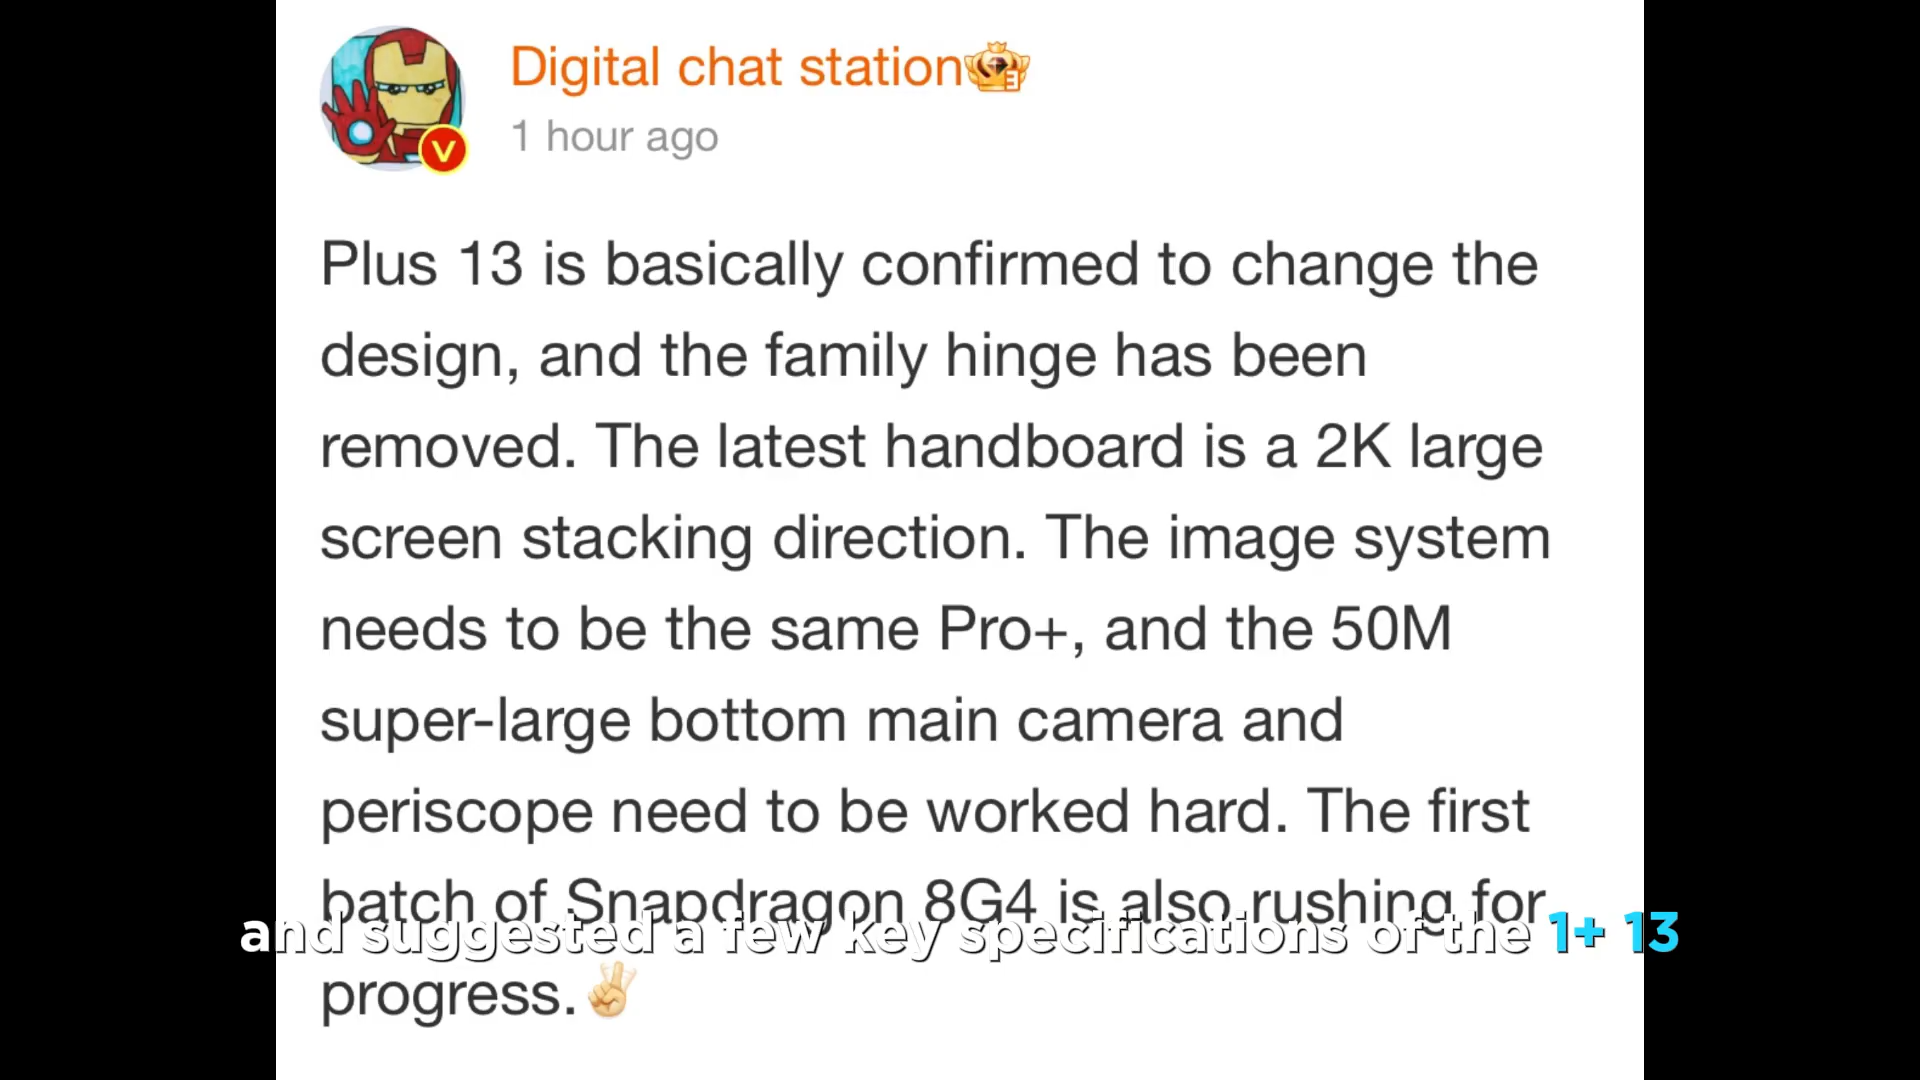 Digital chat station
1 hour ago
V
Plus 13 is basically confirmed to change the
design, and the family hinge has been
removed. The latest handboard is a 2K large
screen stacking direction. The image system
needs to be the same Pro+, and the 50M
super-large bottom main camera and
periscope need to be worked hard. The first
batch of Snapdragon 8G4 is also rushing for
and suggested a few key specifications of the 1+ 13
progress.✌